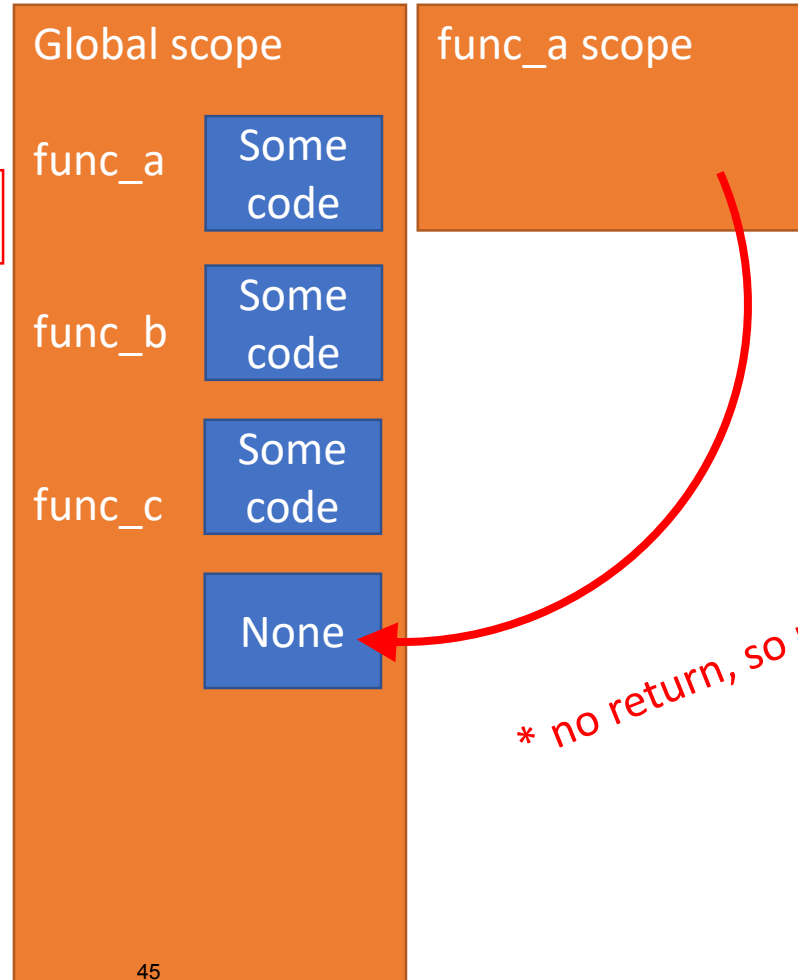 Global scope
func_a
Some
code
func_b
Some
code
func_c
Some
code
None
45
func_a scope
* no return, so